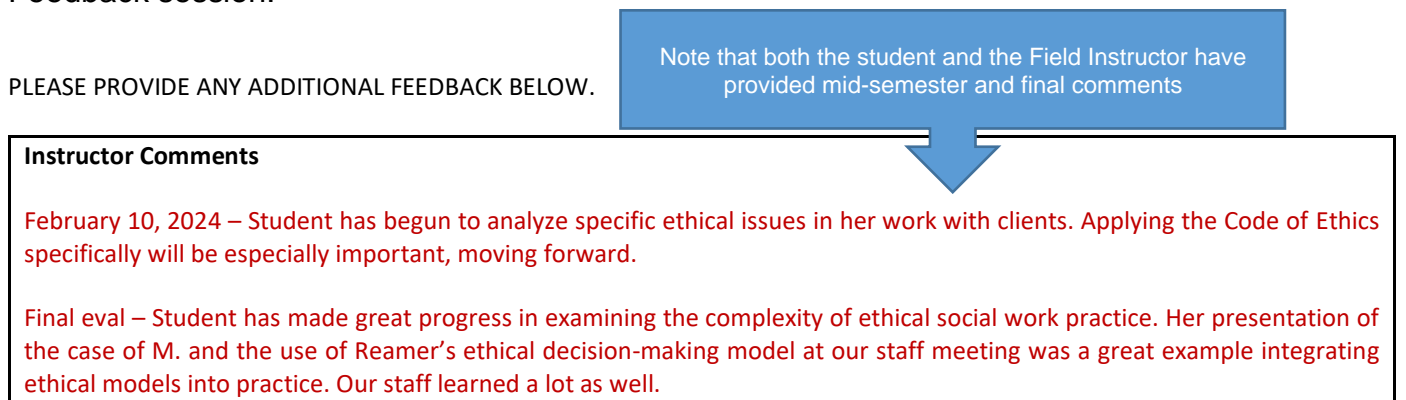 Feedback session.
Note that both the student and the Field Instructor have
provided mid-semester and final comments
PLEASE PROVIDE ANY ADDITIONAL FEEDBACK BELOW.
Instructor Comments
February 10, 2024 – Student has begun to analyze specific ethical issues in her work with clients. Applying the Code of Ethics
specifically will be especially important, moving forward.
Final eval – Student has made great progress in examining the complexity of ethical social work practice. Her presentation of
the case of M. and the use of Reamer’s ethical decision-making model at our staff meeting was a great example integrating
ethical models into practice. Our staff learned a lot as well.